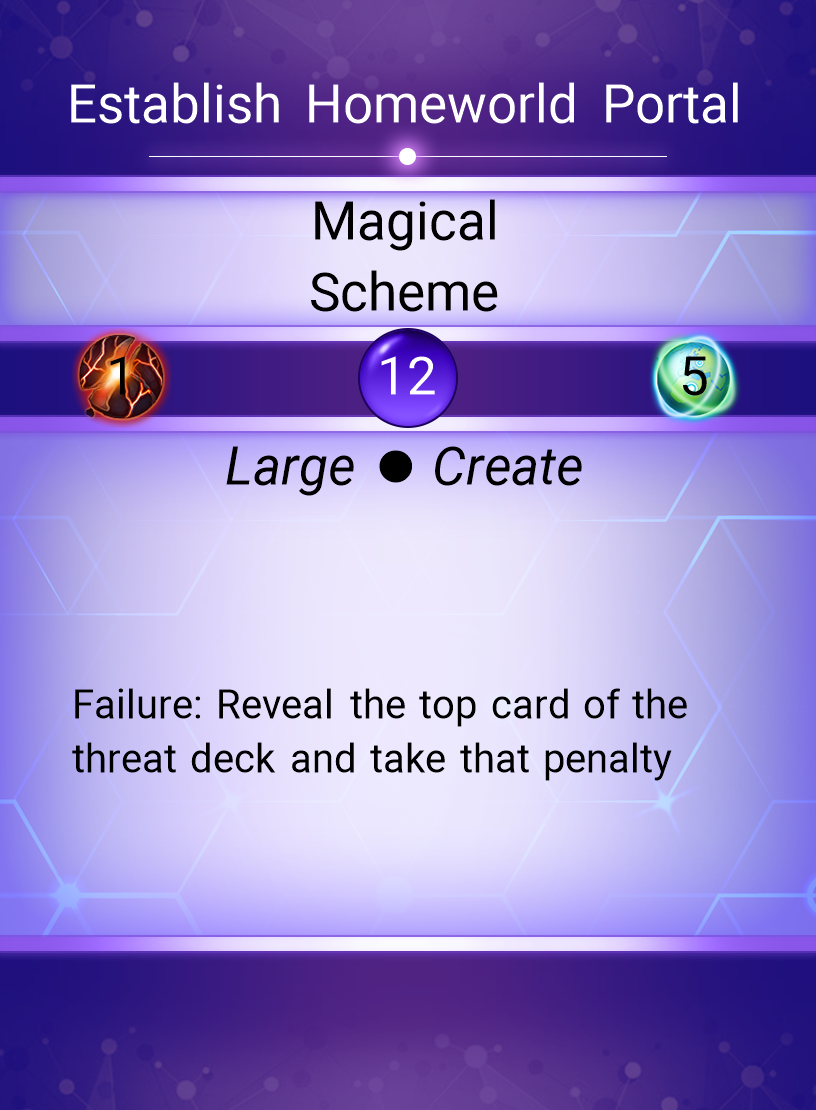 Establish Homeworld Portal
Magical
Scheme
1 12 5
Large ● Create
Failure: Reveal the top card of the
threat deck and take that penalty